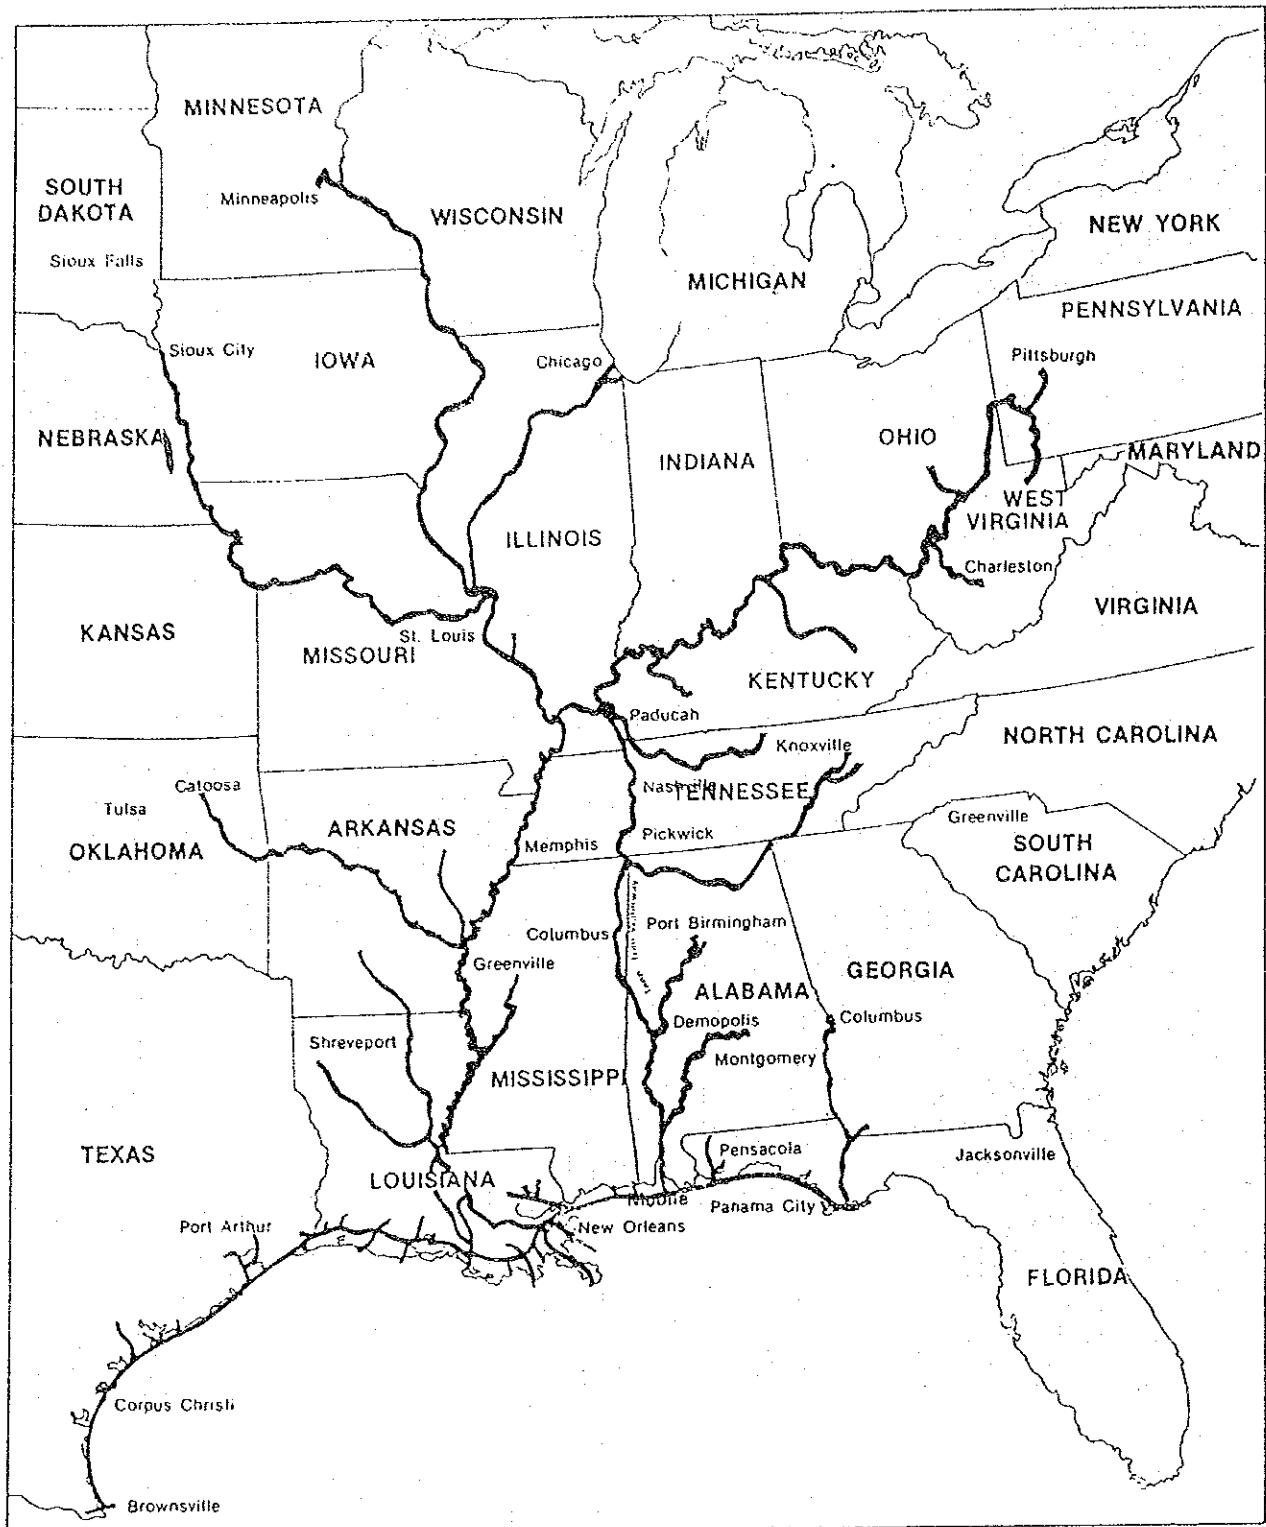 MINNESOTA
SOUTH
DAKOTA
Minneapolis
WISCONSIN
NEW YORK
Sioux Falls
MICHIGAN
PENNSYLVANIA
Sioux City
IOWA
Chicago
Pittsburgh
NEBRASKA
OHIO
INDIANA
MARYLAND
WEST
VIRGINIA
ILLINOIS
Charleston
VIRGINIA
KANSAS
St. Louis
MISSOURI
KENTUCKY
Paducah
NORTH CAROLINA
Knoxville
Catoosa
Nashville
TENNESSEE
Tulsa
Greenville
ARKANSAS
Pickwick
SOUTH
CAROLINA
OKLAHOMA
Memphis
Port Birmingham
Columbus
Greenville
GEORGIA
ALABAMA
Demopolis
Columbus
Shreveport
Montgomery
MISSISSIPPI
TEXAS
Pensacola
Jacksonville
LOUISIANA
Mobile
Panama City
Port Arthur
New Orleans
FLORIDA
Corpus Christi
Brownsville